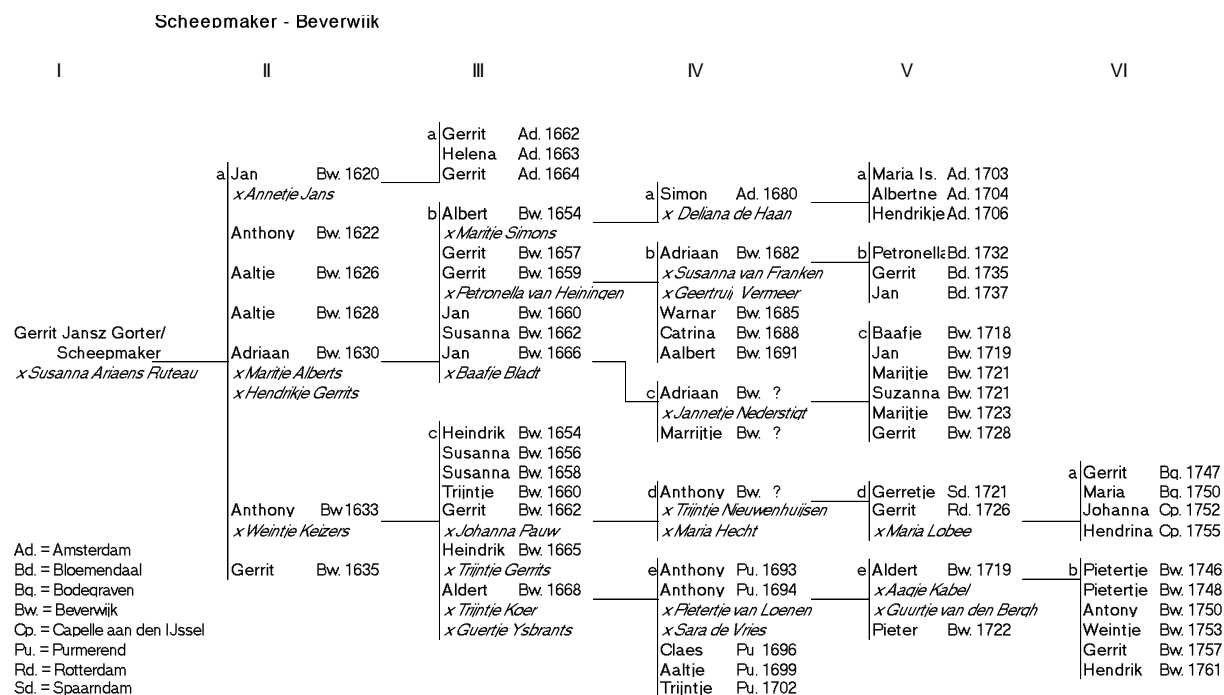 Scheepmaker - Beverwijk
I II III IV V VI
Gerrit Jansz Gorter/
Scheepmaker
x Susanna Ariaens Ruteau
a Jan Bw. 1620
x Annetje Jans
Anthony Bw. 1622
Aaltje Bw. 1626
Aaltje Bw. 1628
Adriaan Bw. 1630
x Maritje Alberts
x Hendrikje Gerrits
Anthony Bw 1633
x Weintje Keizers
Gerrit Bw. 1635
a Gerrit Ad. 1662
Helena Ad. 1663
Gerrit Ad. 1664
b Albert Bw. 1654
x Maritje Simons
Gerrit Bw. 1657
Gerrit Bw. 1659
x Petronella van Heiningen
Jan Bw. 1660
Susanna Bw. 1662
Jan Bw. 1666
x Baafje Bladt
c Heindrik Bw. 1654
Susanna Bw. 1656
Susanna Bw. 1658
Trijntje Bw. 1660
Gerrit Bw. 1662
x Johanna Pauw
Heindrik Bw. 1665
x Trijntje Gerrits
Aldert Bw. 1668
x Trijntje Koer
x Guertje Ysbrants
a Simon Ad. 1680
x Deliana de Haan
b Adriaan Bw. 1682
x Susanna van Franken
x Geertruij Vermeer
Warnar Bw. 1685
Catrina Bw. 1688
Aalbert Bw. 1691
c Adriaan Bw. ?
x Jannetje Nederstigt
Marrijtje Bw. ?
d Anthony Bw. ?
x Trijntje Nieuwenhuijsen
x Maria Hecht
e Anthony Pu. 1693
Anthony Pu. 1694
x Pietertje van Loenen
x Sara de Vries
Claes Pu 1696
Aaltje Pu. 1699
Trijntje Pu. 1702
a Maria Is. Ad. 1703
Albertne Ad. 1704
Hendrikje Ad. 1706
b Petronella Bd. 1732
Gerrit Bd. 1735
Jan Bd. 1737
c Baafje Bw. 1718
Jan Bw. 1719
Marijtje Bw. 1721
Suzanna Bw. 1721
Marijtje Bw. 1723
Gerrit Bw. 1728
d Gerretje Sd. 1721
Gerrit Rd. 1726
x Maria Lobee
e Aldert Bw. 1719
x Aagje Kabel
x Guurtje van den Bergh
Pieter Bw. 1722
a Gerrit Bg. 1747
Maria Bg. 1750
Johanna Cp. 1752
Hendrina Cp. 1755
b Pietertje Bw. 1746
Pietertje Bw. 1748
Antony Bw. 1750
Weintje Bw. 1753
Gerrit Bw. 1757
Hendrik Bw. 1761
Ad. = Amsterdam
Bd. = Bloemendaal
Bg. = Bodegraven
Bw. = Beverwijk
Cp. = Capelle aan den IJssel
Pu. = Purmerend
Rd. = Rotterdam
Sd. = Spaarndam